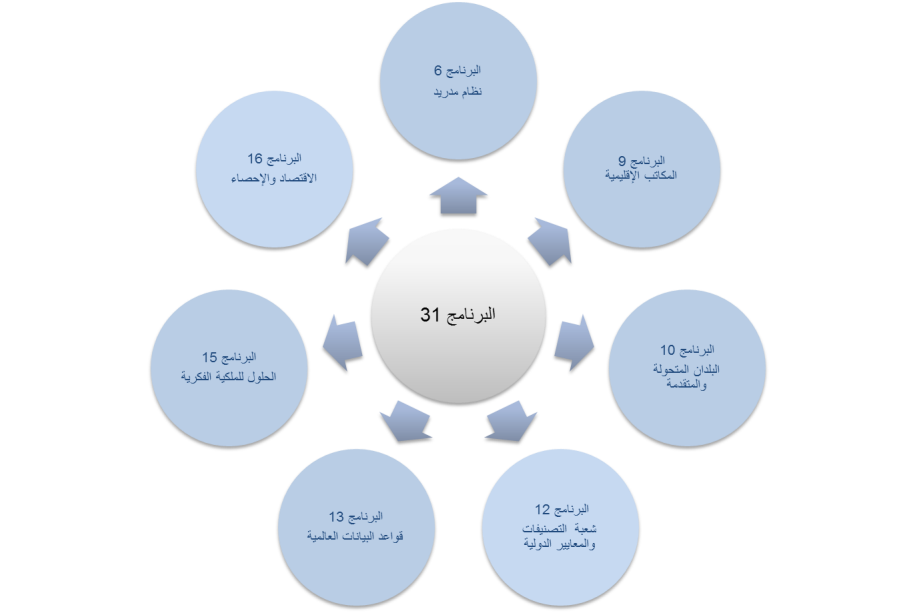 البرنامج 6
نظام مدريد
البرنامج 9
المكاتب الإقليمية
البرنامج 10
البلدان المتحولة
والمتقدمة
البرنامج 12
شعبة التصنيفات
والمعايير الدولية
البرنامج 13
قواعد البيانات العالمية
البرنامج 15
الحلول للملكية الفكرية
البرنامج 16
الاقتصاد والإحصاء
البرنامج 31